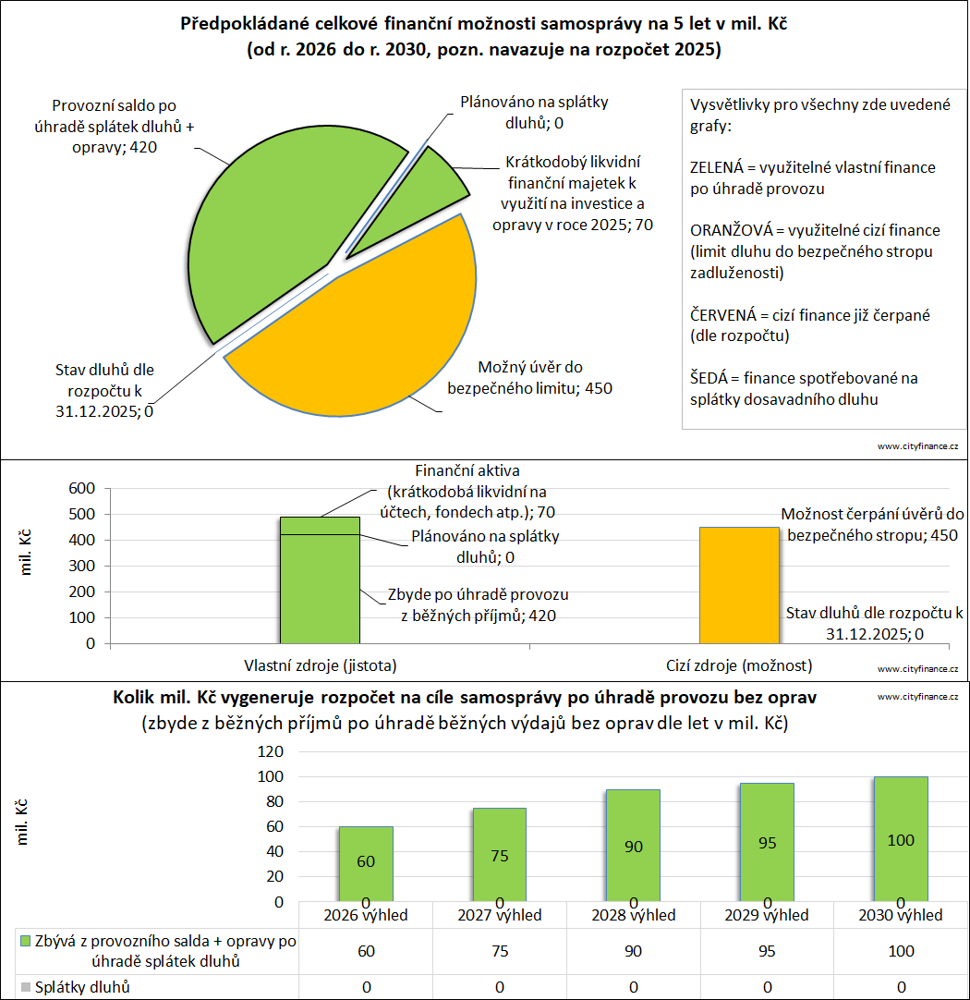 Předpokládané celkové finanční možnosti samosprávy na 5 let v mil. Kč
(od r. 2026 do r. 2030, pozn. navazuje na rozpočet 2025)
Provozní saldo po
úhradě splátek dluhů +
opravy; 420
Plánováno na splátky
dluhů; 0
Krátkodobý likvidní
finanční majetek k
využití na investice a
opravy v roce 2025; 70
Možný úvěr do
bezpečného limitu; 450
Stav dluhů dle
rozpočtu k
31.12.2025; 0
Vysvětlivky pro všechny zde uvedené
grafy:
ZELENÁ = využitelné vlastní finance
po úhradě provozu
ORANŽOVÁ = využitelné cizí finance
(limit dluhu do bezpečného stropu
zadluženosti)
ČERVENÁ = cizí finance již čerpané
(dle rozpočtu)
ŠEDÁ = finance spotřebované na
splátky dosavadního dluhu
www.cityfinance.cz
mil. Kč
600
500
400
300
200
100
0
Finanční aktiva
(krátkodobá likvidní na
účtech, fondech atp.); 70
Plánováno na splátky
dluhů; 0
Zbyde po úhradě provozu
z běžných příjmů; 420
Možnost čerpání úvěrů do
bezpečného stropu; 450
Stav dluhů dle rozpočtu k
31.12.2025; 0
Vlastní zdroje (jistota)
Cizí zdroje (možnost)
www.cityfinance.cz
Kolik mil. Kč vygeneruje rozpočet na cíle samosprávy po úhradě provozu bez oprav
www.cityfinance.cz
(zbyde z běžných příjmů po úhradě běžných výdajů bez oprav dle let v mil. Kč)
mil. Kč
120
100
80
60
40
20
0
60 75 90 95 100
0 0 0 0 0
2026 výhled 2027 výhled 2028 výhled 2029 výhled 2030 výhled
Zbývá z provozního salda + opravy po
úhradě splátek dluhů
60 75 90 95 100
Splátky dluhů 0 0 0 0 0